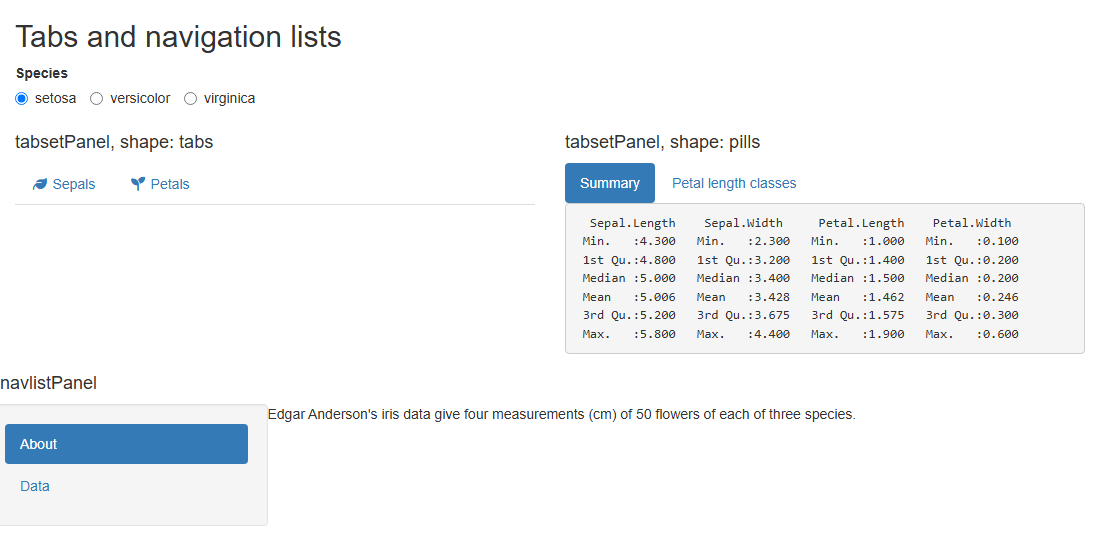 Tabs and navigation lists
Species
setosa versicolor virginica
tabsetPanel, shape: tabs
Sepals Petals
tabsetPanel, shape: pills
Summary Petal length classes
Sepal.Length Sepal.Width Petal.Length Petal.Width
Min. :4.300 Min. :2.300 Min. :1.000 Min. :0.100
1st Qu.:4.800 1st Qu.:3.200 1st Qu.:1.400 1st Qu.:0.200
Median :5.000 Median :3.400 Median :1.500 Median :0.200
Mean :5.006 Mean :3.428 Mean :1.462 Mean :0.246
3rd Qu.:5.200 3rd Qu.:3.675 3rd Qu.:1.575 3rd Qu.:0.300
Max. :5.800 Max. :4.400 Max. :1.900 Max. :0.600
navlistPanel
About
Data
Edgar Anderson's iris data give four measurements (cm) of 50 flowers of each of three species.